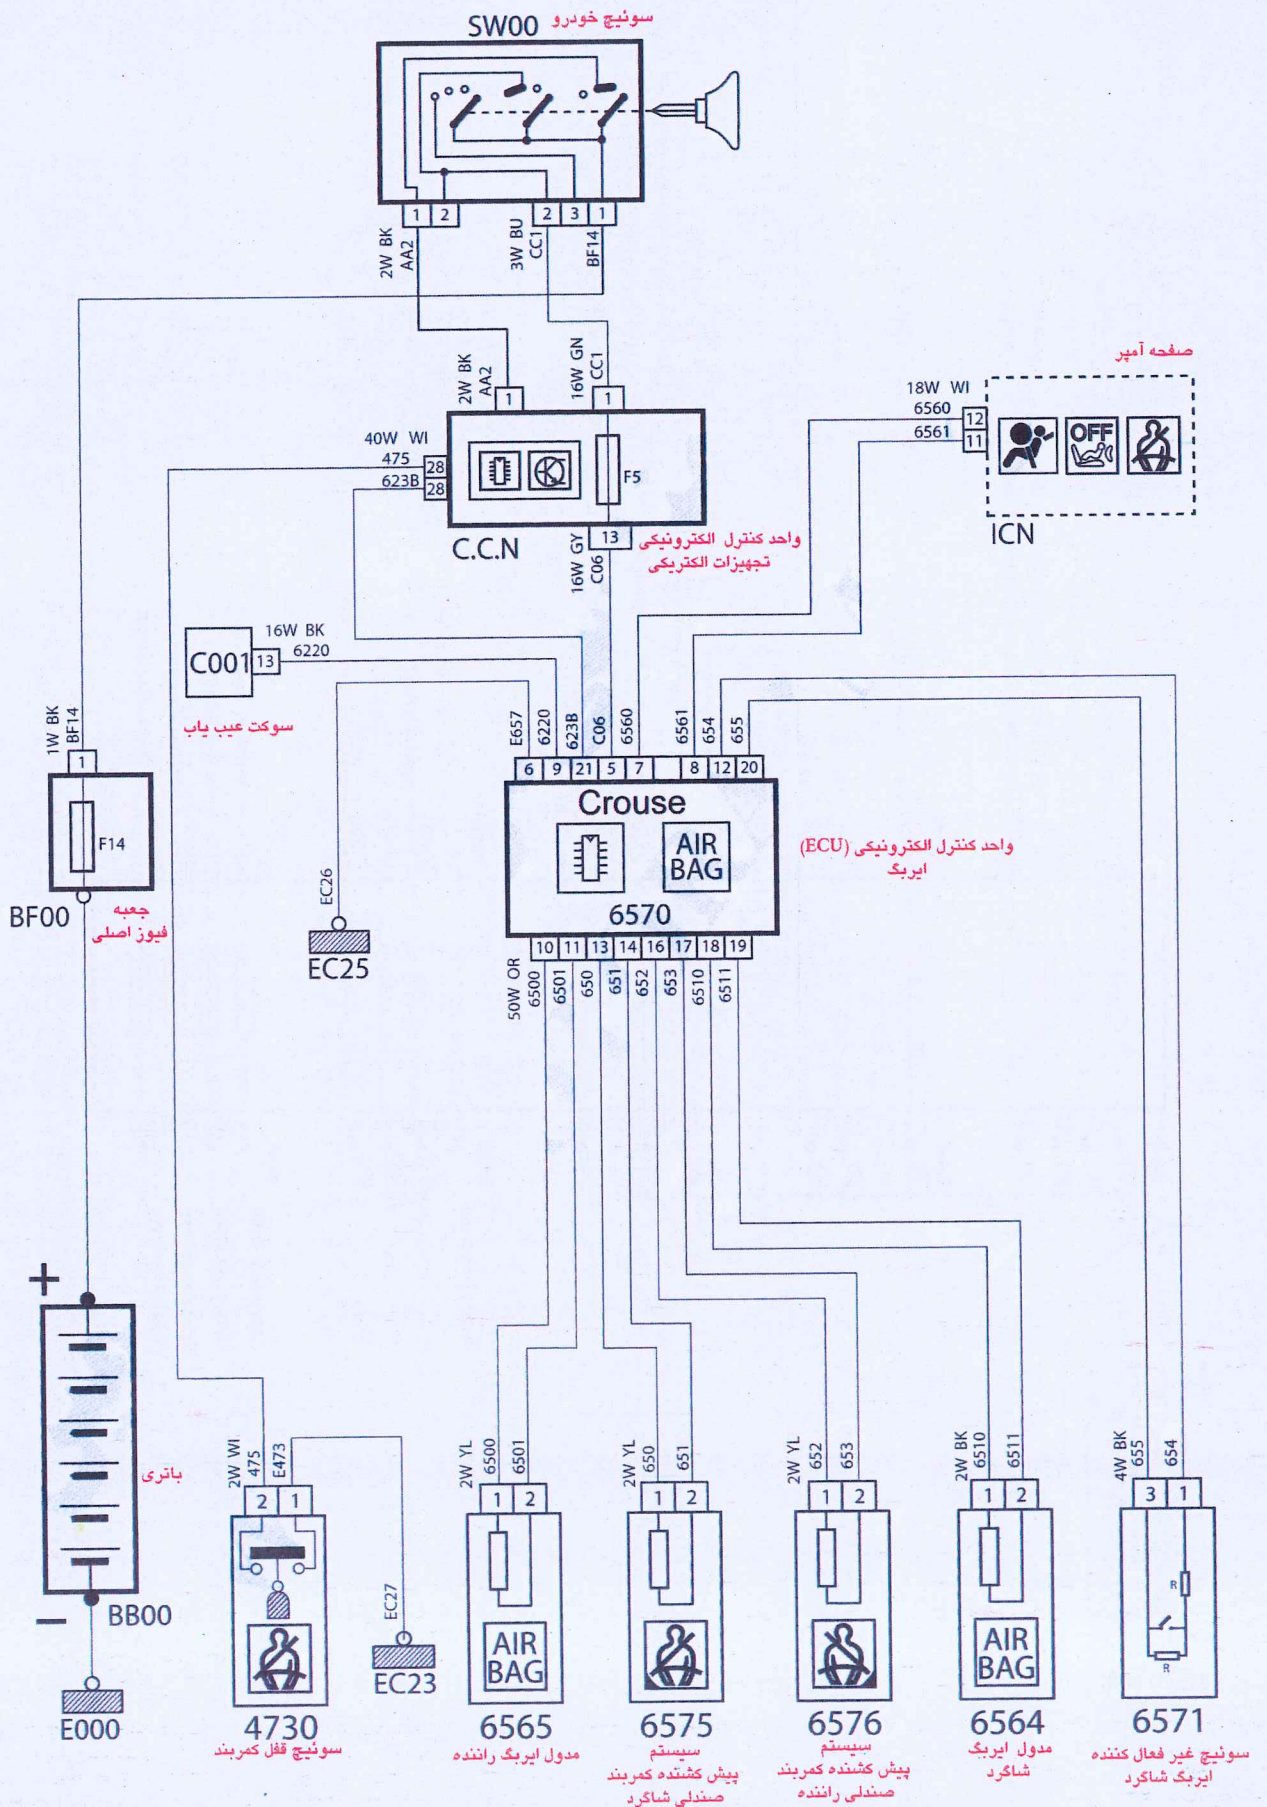 SW00 سوئیچ خودرو
1 2 2 3 1
2W BK
AA2
3W BU
CC1
BF14
صفحه آمپر
2W BK
AA2
16W GN
CC1
1 1
18W WI
6560 12
6561 11
OFF
ICN
40W WI
475 28
623B 28
F5
C.C.N
13
واحد کنترل الکترونیکی
تجهیزات الکتریکی
16W GY
C06
C001 13
16W BK
6220
سوکت عیب یاب
1W BK
BF14
1
F14
BF00
جعبه
فیوز اصلی
E657 6220 623B C06 6560 6561 654 655
6 9 21 5 7 8 12 20
Crouse
AIR
BAG
6570
واحد کنترل الکترونیکی (ECU)
ایربگ
EC26
EC25
10 11 13 14 16 17 18 19
50W OR
6500 6501 650 651 652 653 6510 6511
+
باتری
−
BB00
E000
2W WI
475 E473
2 1
4730
سوئیچ قفل کمربند
EC27
EC23
2W YL
6500 6501
1 2
AIR
BAG
6565
مدول ایربگ راننده
2W YL
650 651
1 2
6575
سیستم
پیش کشنده کمربند
صندلی شاگرد
2W YL
652 653
1 2
6576
سیستم
پیش کشنده کمربند
صندلی راننده
2W BK
6510 6511
1 2
AIR
BAG
6564
مدول ایربگ
شاگرد
4W BK
655 654
3 1
R
R
6571
سوئیچ غیر فعال کننده
ایربگ شاگرد